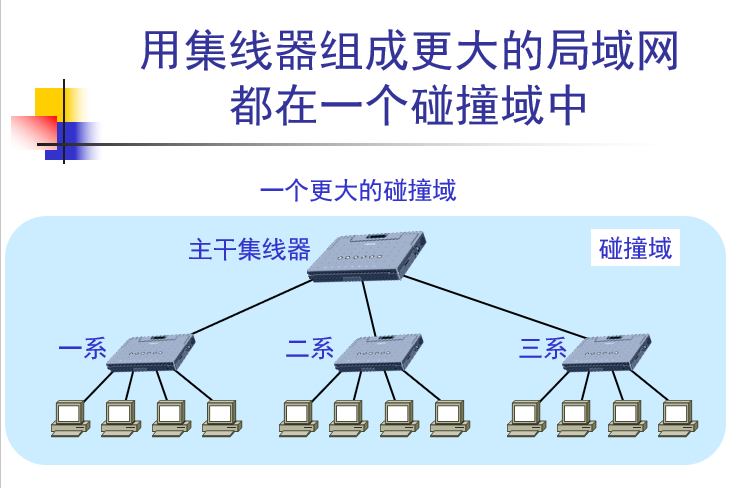 用集线器组成更大的局域网
都在一个碰撞域中
一个更大的碰撞域
主干集线器
碰撞域
一系
二系
三系